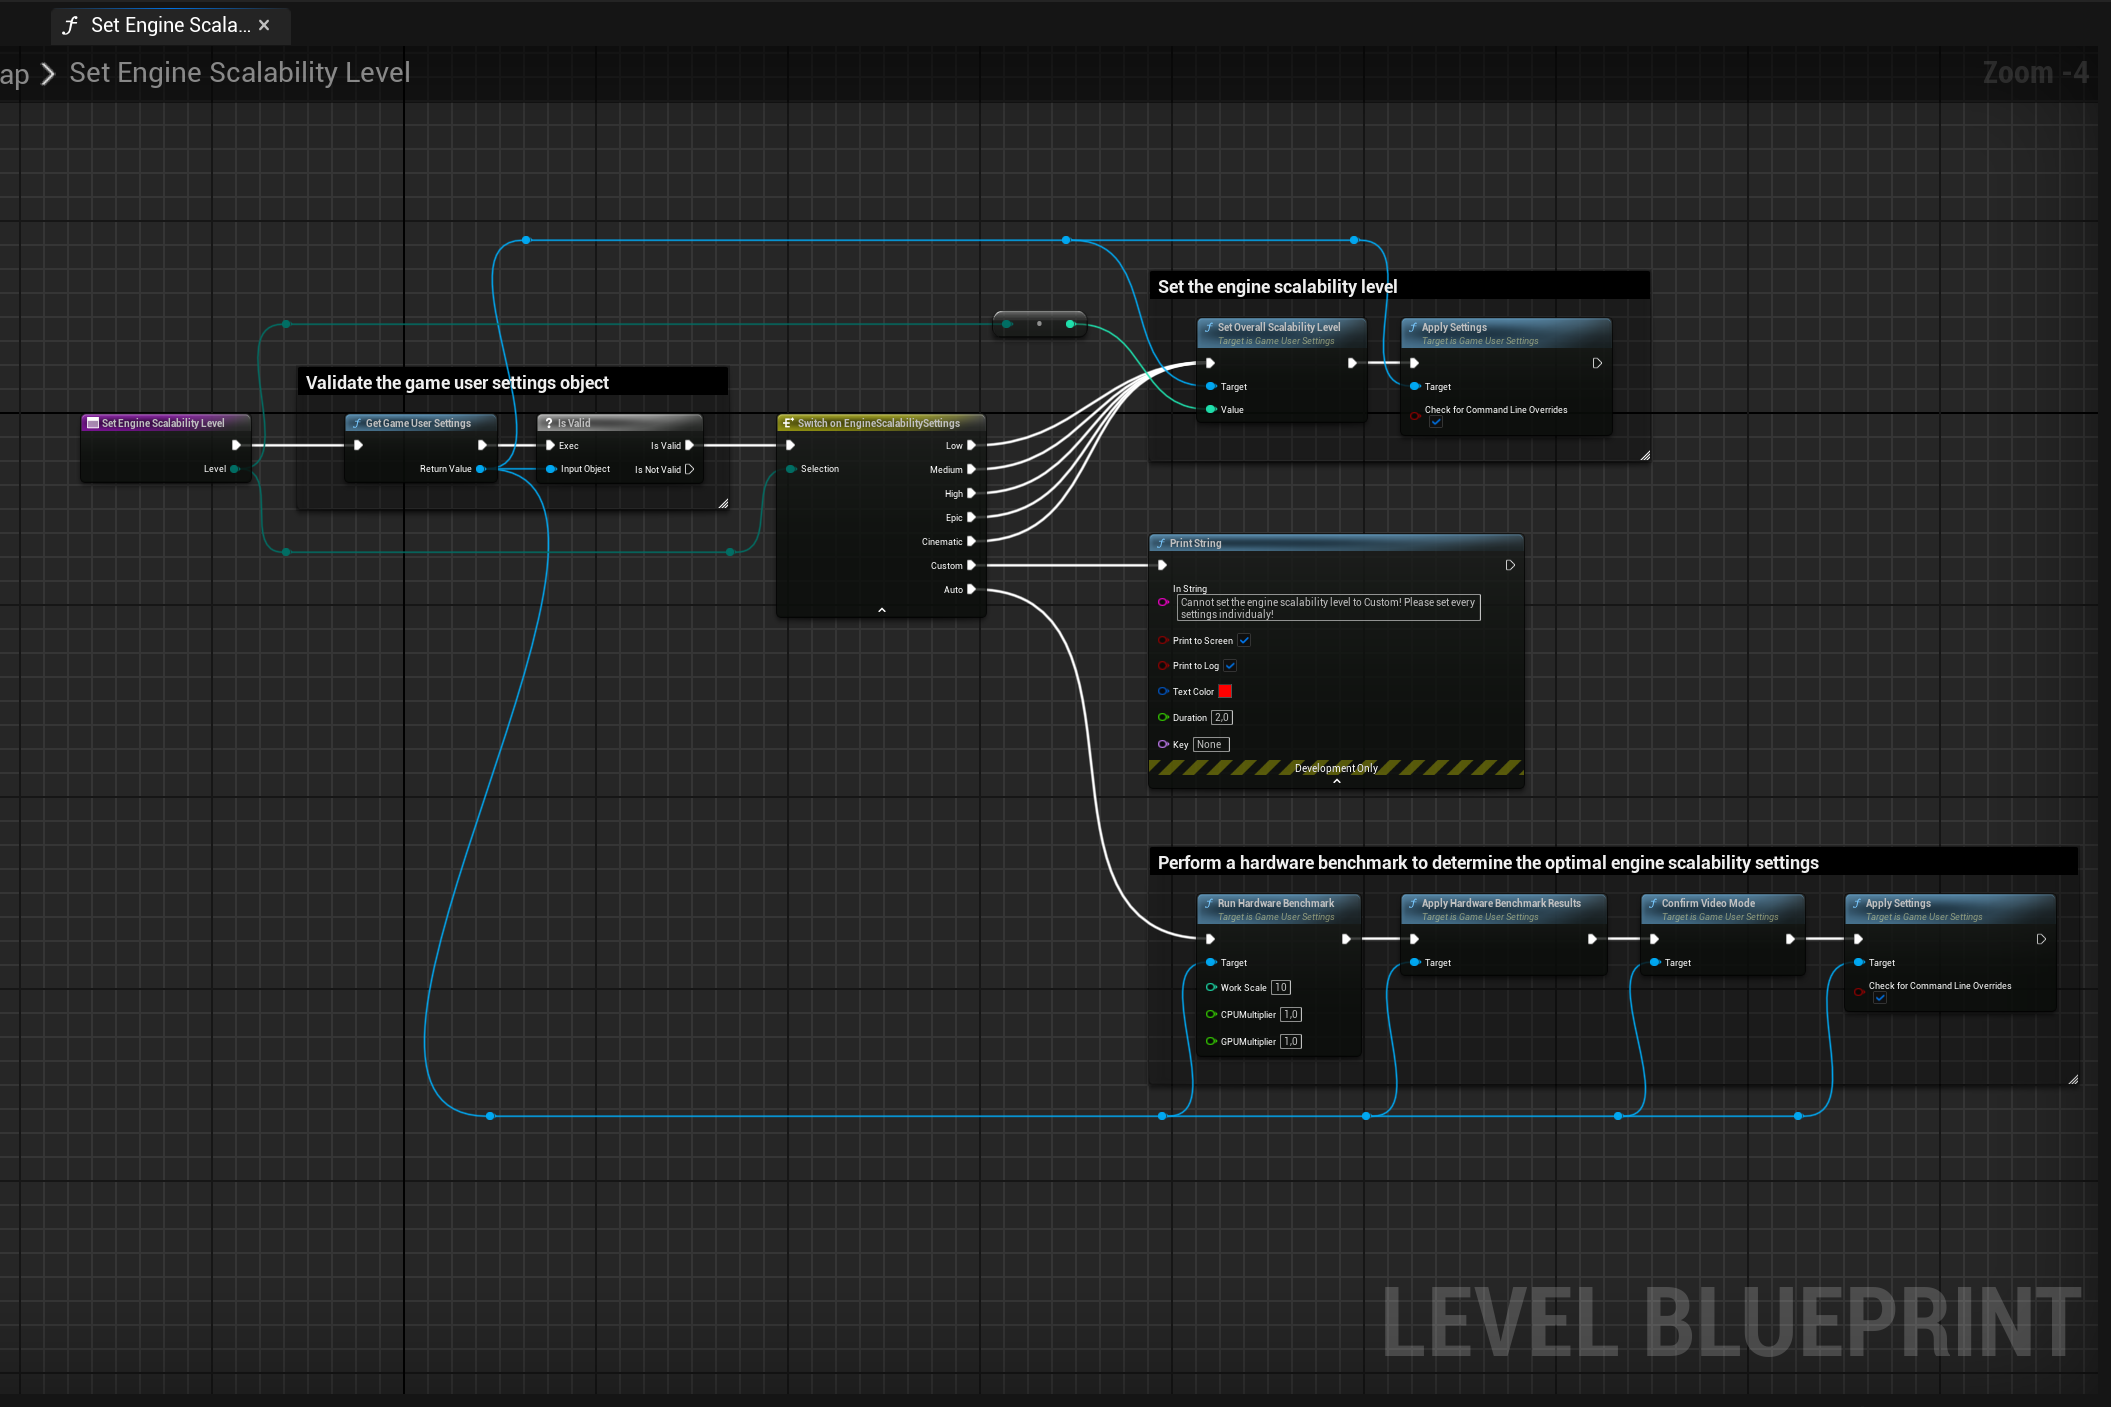 Set Engine Scala...
ap > Set Engine Scalability Level
Zoom -4
Set the engine scalability level
Set Overall Scalability Level
Target is Game User Settings
Target
Value
Apply Settings
Target is Game User Settings
Target
Check for Command Line Overrides
Validate the game user settings object
Set Engine Scalability Level
Level
Get Game User Settings
Return Value
Is Valid
Exec
Is Valid
Input Object
Is Not Valid
Switch on EngineScalabilitySettings
Selection
Low
Medium
High
Epic
Cinematic
Custom
Auto
Print String
In String
Cannot set the engine scalability level to Custom! Please set every
settings individualy!
Print to Screen
Print to Log
Text Color
Duration 2,0
Key None
Development Only
Perform a hardware benchmark to determine the optimal engine scalability settings
Run Hardware Benchmark
Target is Game User Settings
Target
Work Scale 10
CPUMultiplier 1,0
GPUMultiplier 1,0
Apply Hardware Benchmark Results
Target is Game User Settings
Target
Confirm Video Mode
Target is Game User Settings
Target
Apply Settings
Target is Game User Settings
Target
Check for Command Line Overrides
LEVEL BLUEPRINT